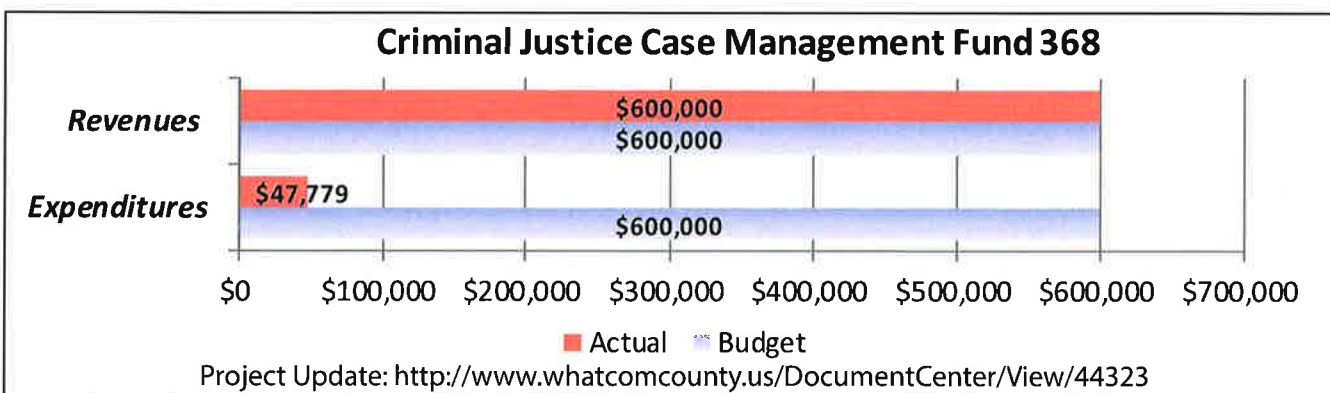 Criminal Justice Case Management Fund 368
Revenues
$600,000
$600,000
Expenditures
$47,779
$600,000
$0 $100,000 $200,000 $300,000 $400,000 $500,000 $600,000 $700,000
Actual Budget
Project Update: http://www.whatcomcounty.us/DocumentCenter/View/44323